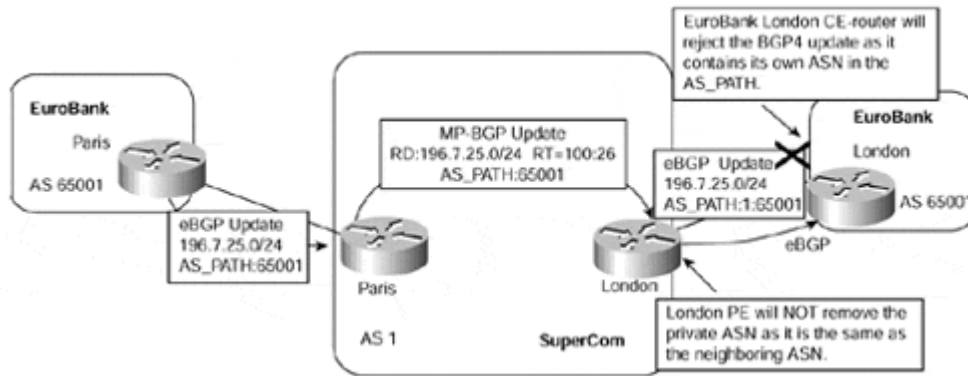 EuroBank London CE-router will
reject the BGP4 update as it
contains its own ASN in the
AS_PATH.
EuroBank
Paris
AS 65001
eBGP Update
196.7.25.0/24
AS_PATH:65001
MP-BGP Update
RD:196.7.25.0/24 RT=100:26
AS_PATH:65001
Paris
AS 1
SuperCom
London
eBGP Update
196.7.25.0/24
AS_PATH:1:65001
EuroBank
London
AS 65001
eBGP
London PE will NOT remove the
private ASN as it is the same as
the neighboring ASN.